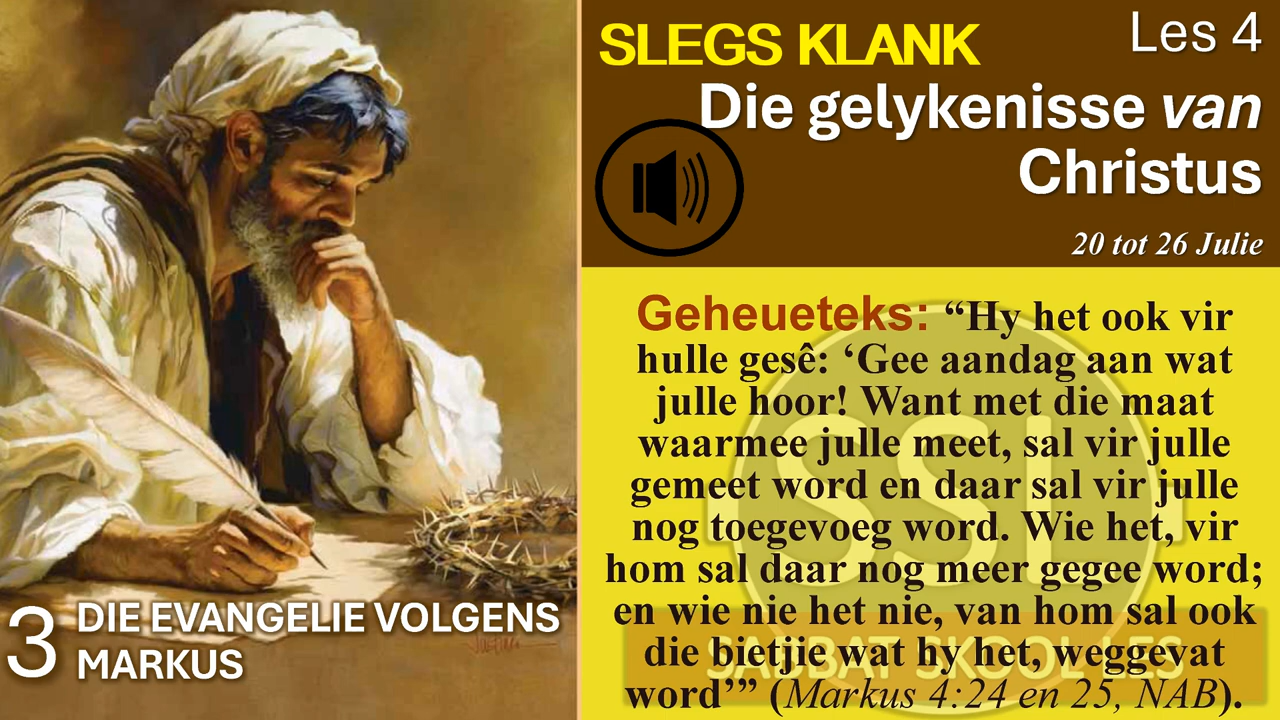 SLEGS KLANK
Les 4
Die gelykenisse van
Christus
20 tot 26 Julie
Geheueteks: “Hy het ook vir
hulle gesê: ‘Gee aandag aan wat
julle hoor! Want met die maat
waarmee julle meet, sal vir julle
gemeet word en daar sal vir julle
nog toegevoeg word. Wie het, vir
hom sal daar nog meer gegee word;
en wie nie het nie, van hom sal ook
die bietjie wat hy het, weggevat
word’” (Markus 4:24 en 25, NAB).
SSL
SABBAT SKOOL LES
3 DIE EVANGELIE VOLGENS
MARKUS